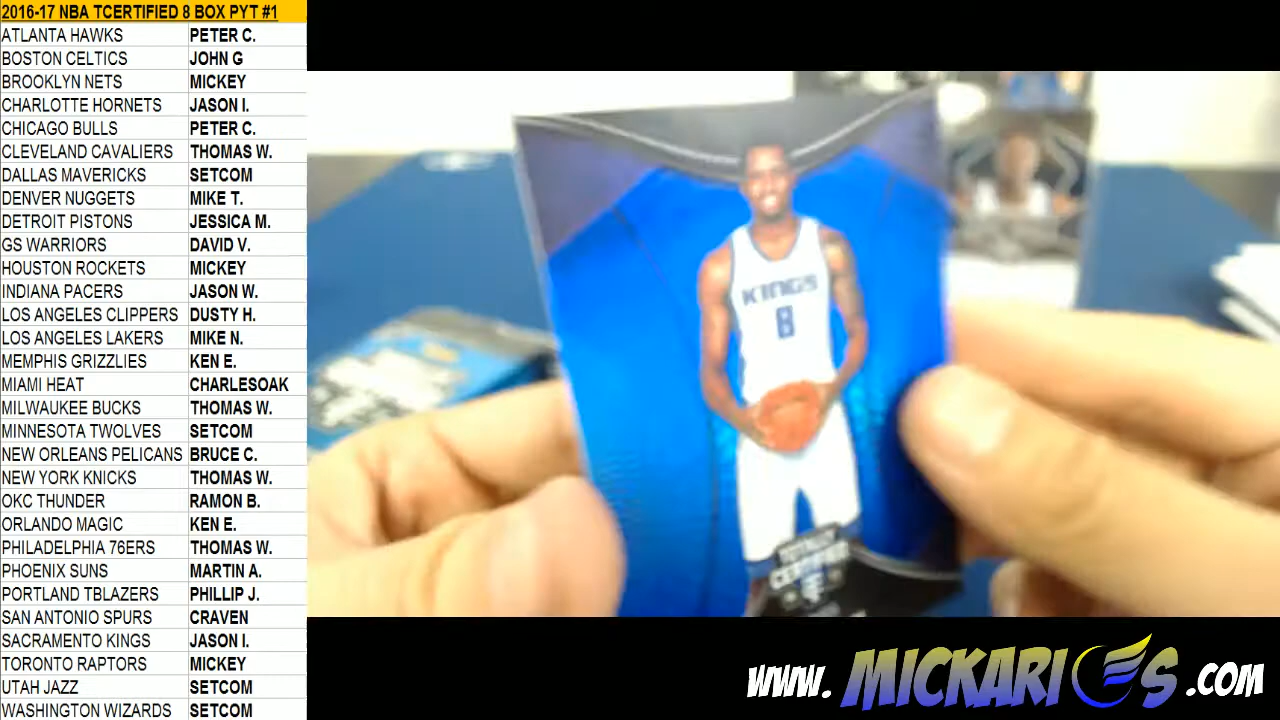 2016-17 NBA TCERTIFIED 8 BOX PYT #1
ATLANTA HAWKS PETER C.
BOSTON CELTICS JOHN G
BROOKLYN NETS MICKEY
CHARLOTTE HORNETS JASON I.
CHICAGO BULLS PETER C.
CLEVELAND CAVALIERS THOMAS W.
DALLAS MAVERICKS SETCOM
DENVER NUGGETS MIKE T.
DETROIT PISTONS JESSICA M.
GS WARRIORS DAVID V.
HOUSTON ROCKETS MICKEY
INDIANA PACERS JASON W.
LOS ANGELES CLIPPERS DUSTY H.
LOS ANGELES LAKERS MIKE N.
MEMPHIS GRIZZLIES KEN E.
MIAMI HEAT CHARLESOAK
MILWAUKEE BUCKS THOMAS W.
MINNESOTA TWOLVES SETCOM
NEW ORLEANS PELICANS BRUCE C.
NEW YORK KNICKS THOMAS W.
OKC THUNDER RAMON B.
ORLANDO MAGIC KEN E.
PHILADELPHIA 76ERS THOMAS W.
PHOENIX SUNS MARTIN A.
PORTLAND TBLAZERS PHILLIP J.
SAN ANTONIO SPURS CRAVEN
SACRAMENTO KINGS JASON I.
TORONTO RAPTORS MICKEY
UTAH JAZZ SETCOM
WASHINGTON WIZARDS SETCOM
KINGS
8
TOTALLY
CERTIFIED
www.MICKARIES.com